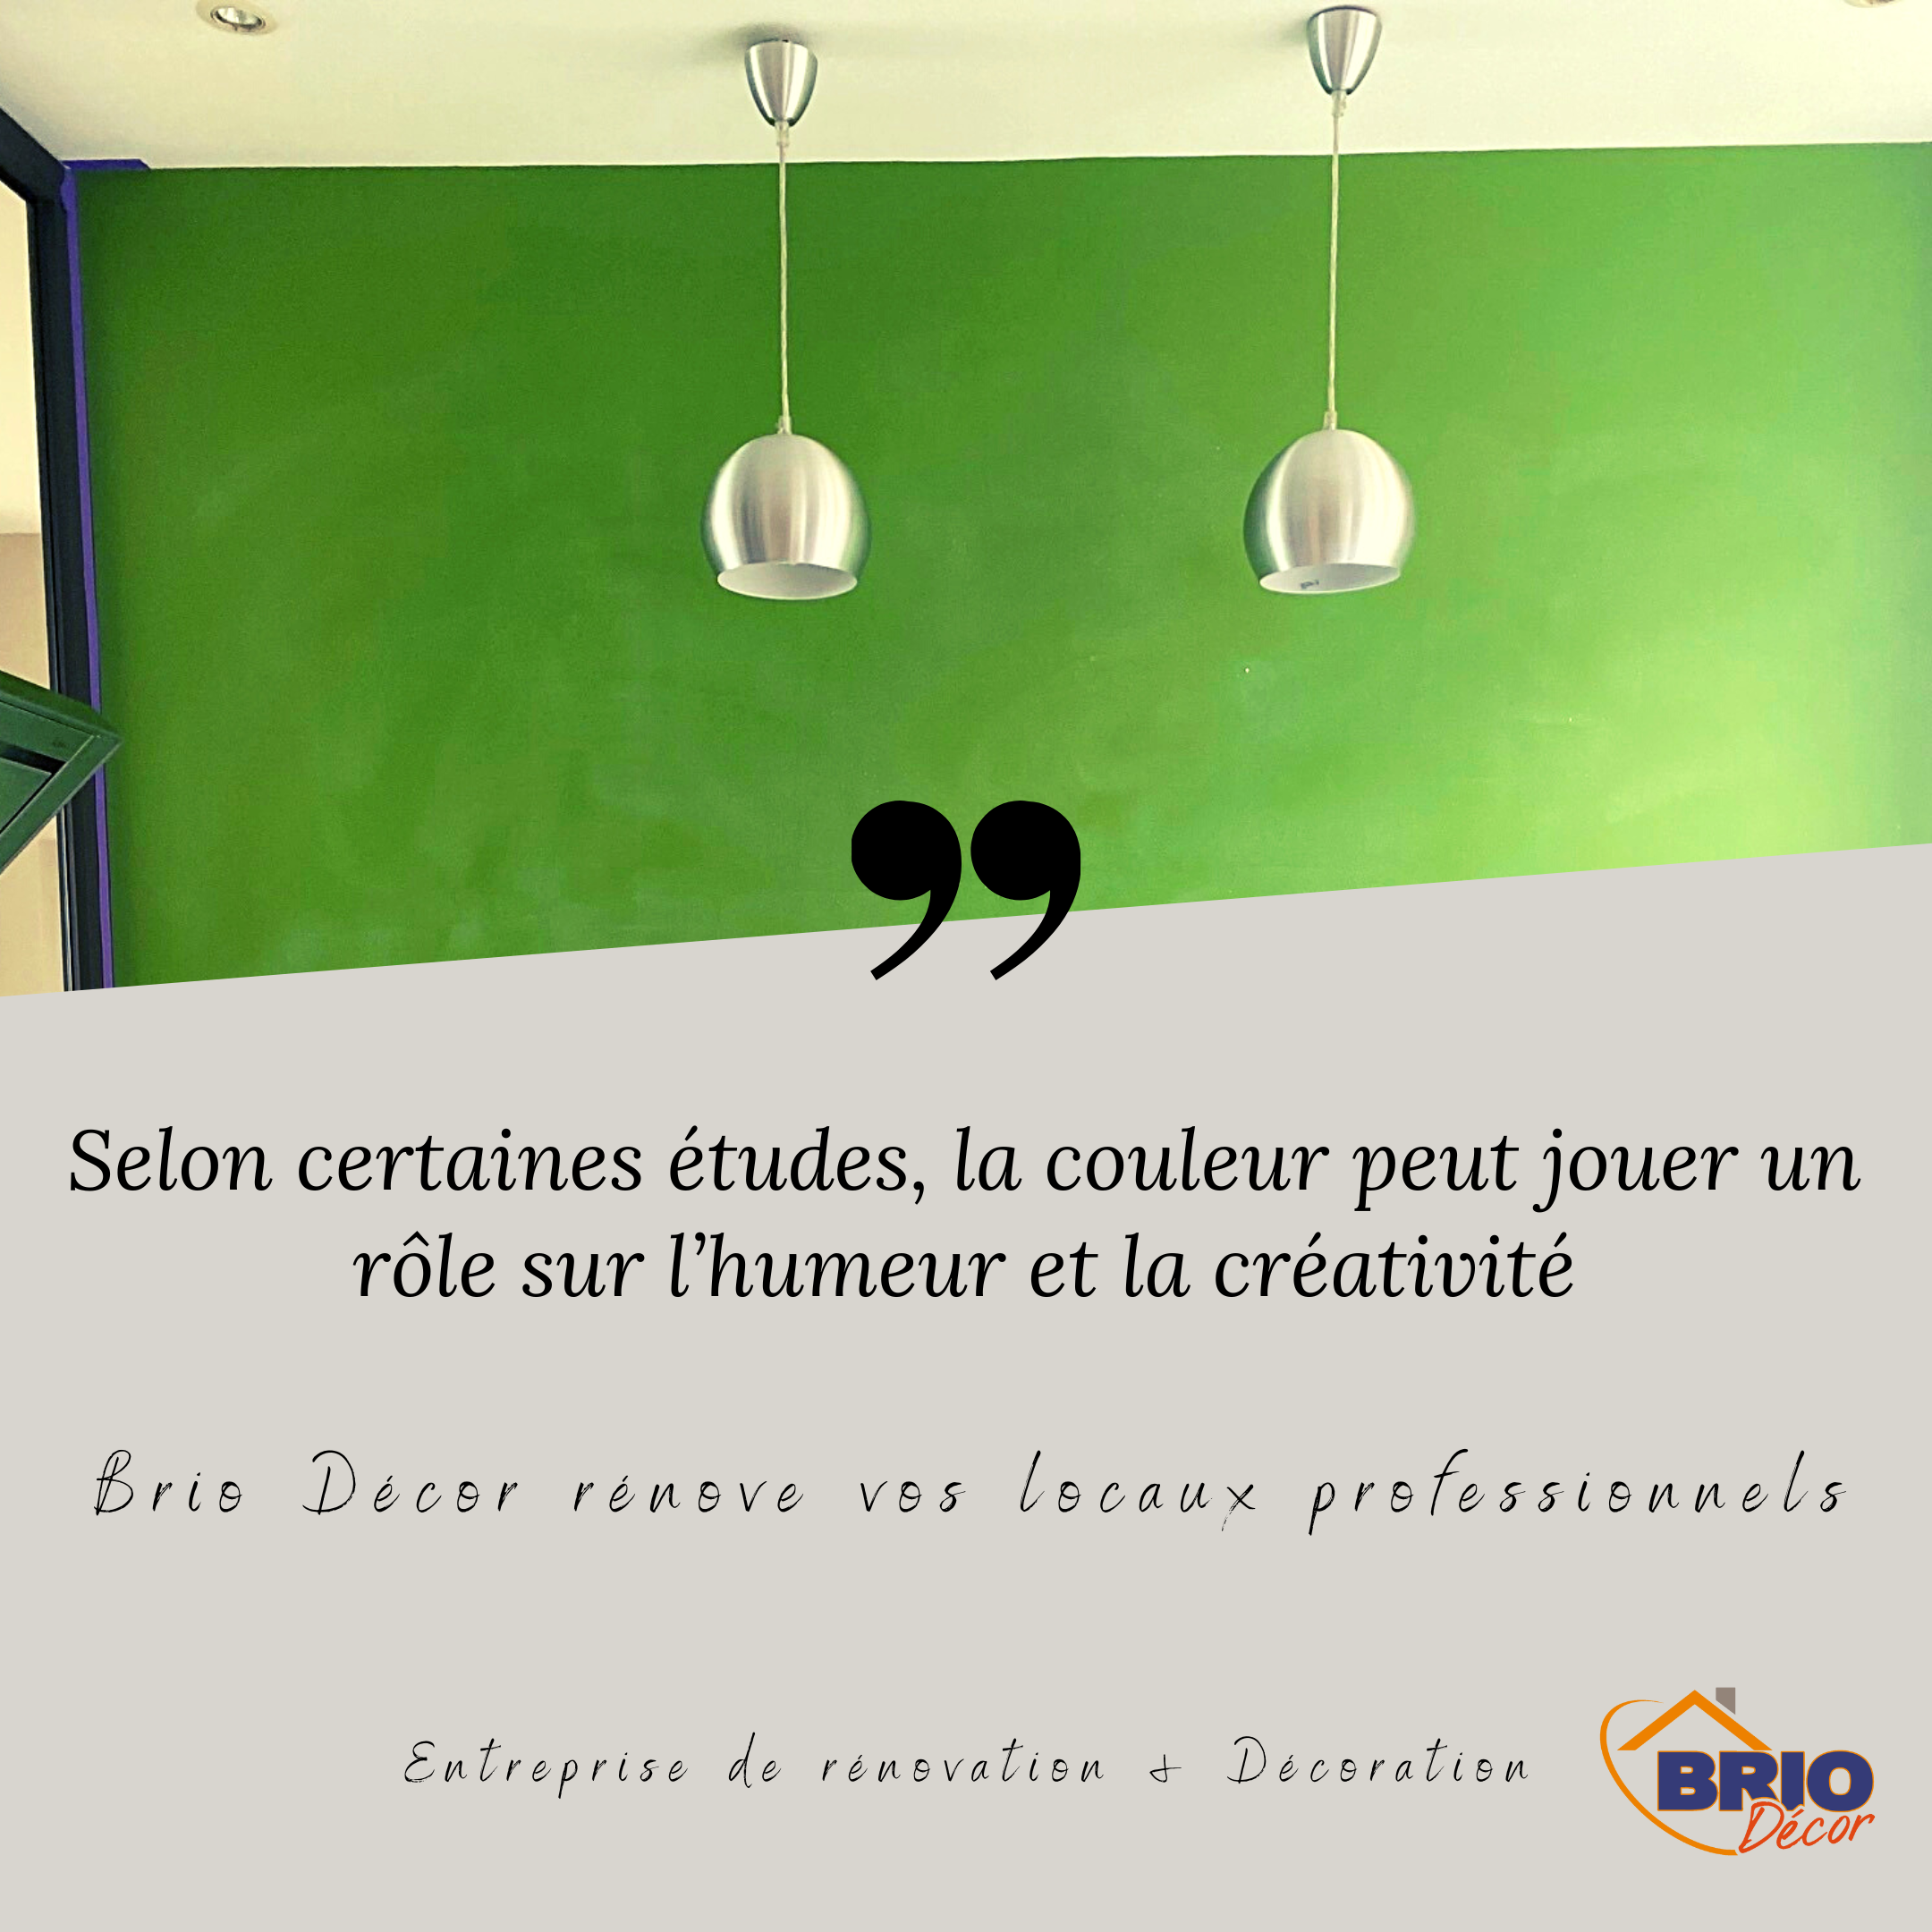 ”
Selon certaines études, la couleur peut jouer un
rôle sur l’humeur et la créativité
Brio Décor rénove vos locaux professionnels
Entreprise de rénovation & Décoration
BRIO
Décor